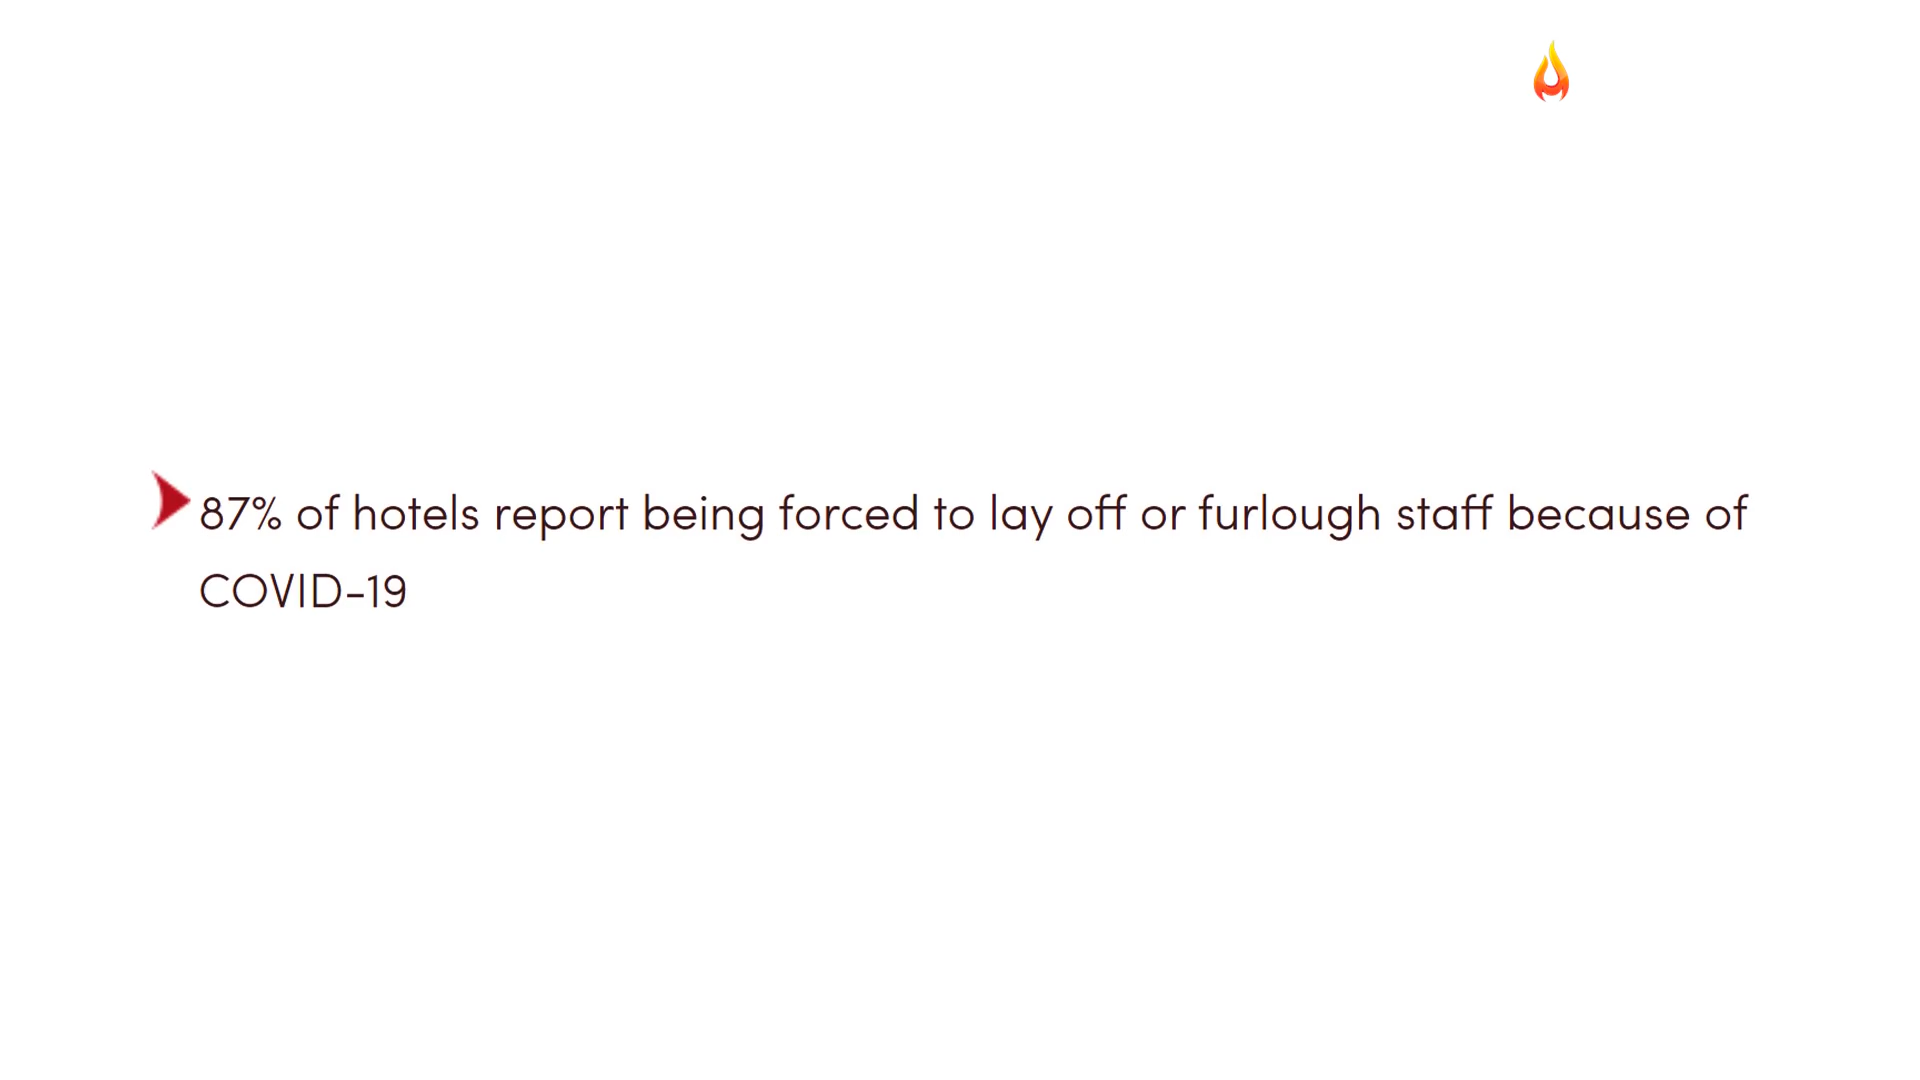 87% of hotels report being forced to lay off or furlough staff because of
COVID-19